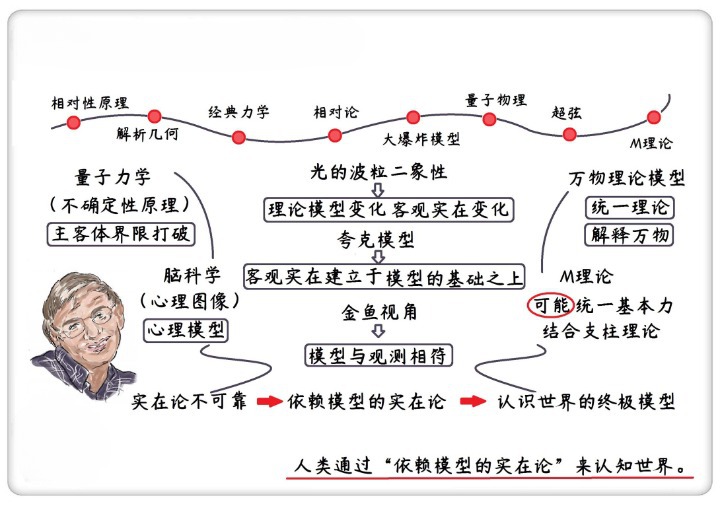 相对性原理
解析几何
经典力学
相对论
大爆炸模型
量子物理
超弦
M理论
量子力学
（不确定性原理）
主客体界限打破
脑科学
（心理图像）
心理模型
光的波粒二象性
理论模型变化 客观实在变化
夸克模型
客观实在建立于模型的基础之上
金鱼视角
模型与观测相符
万物理论模型
统一理论
解释万物
M理论
可能统一基本力
结合支柱理论
实在论不可靠
依赖模型的实在论
认识世界的终极模型
人类通过“依赖模型的实在论”来认知世界。